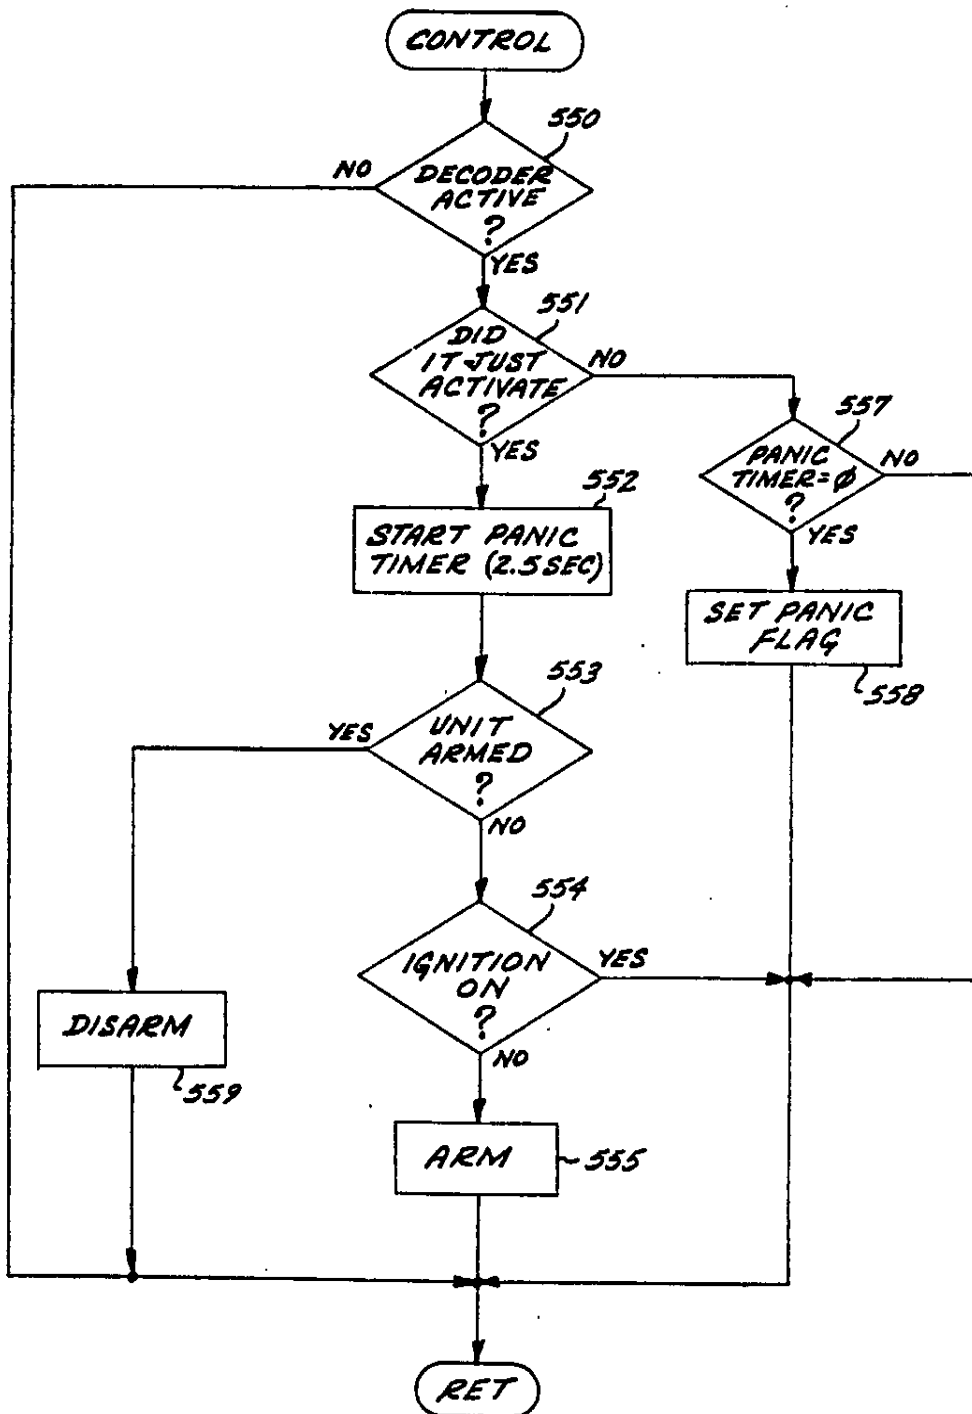 CONTROL
550
NO
DECODER
ACTIVE
?
YES
551
DID
IT JUST
ACTIVATE
?
NO
YES
557
PANIC
TIMER = Ø
?
NO
YES
552
START PANIC
TIMER (2.5 SEC)
SET PANIC
FLAG
558
553
YES
UNIT
ARMED
?
NO
554
IGNITION
ON
?
YES
NO
DISARM
559
ARM
555
RET